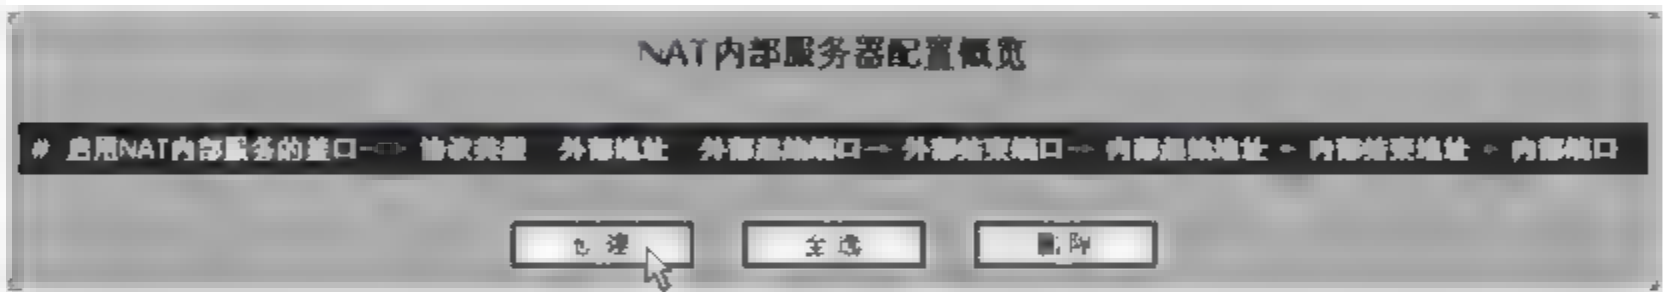 NAT内部服务器配置概览
# 启用NAT内部服务的接口 协议类型 外部地址 外部起始端口 外部结束端口 内部起始地址 内部结束地址 内部端口
全选 删除